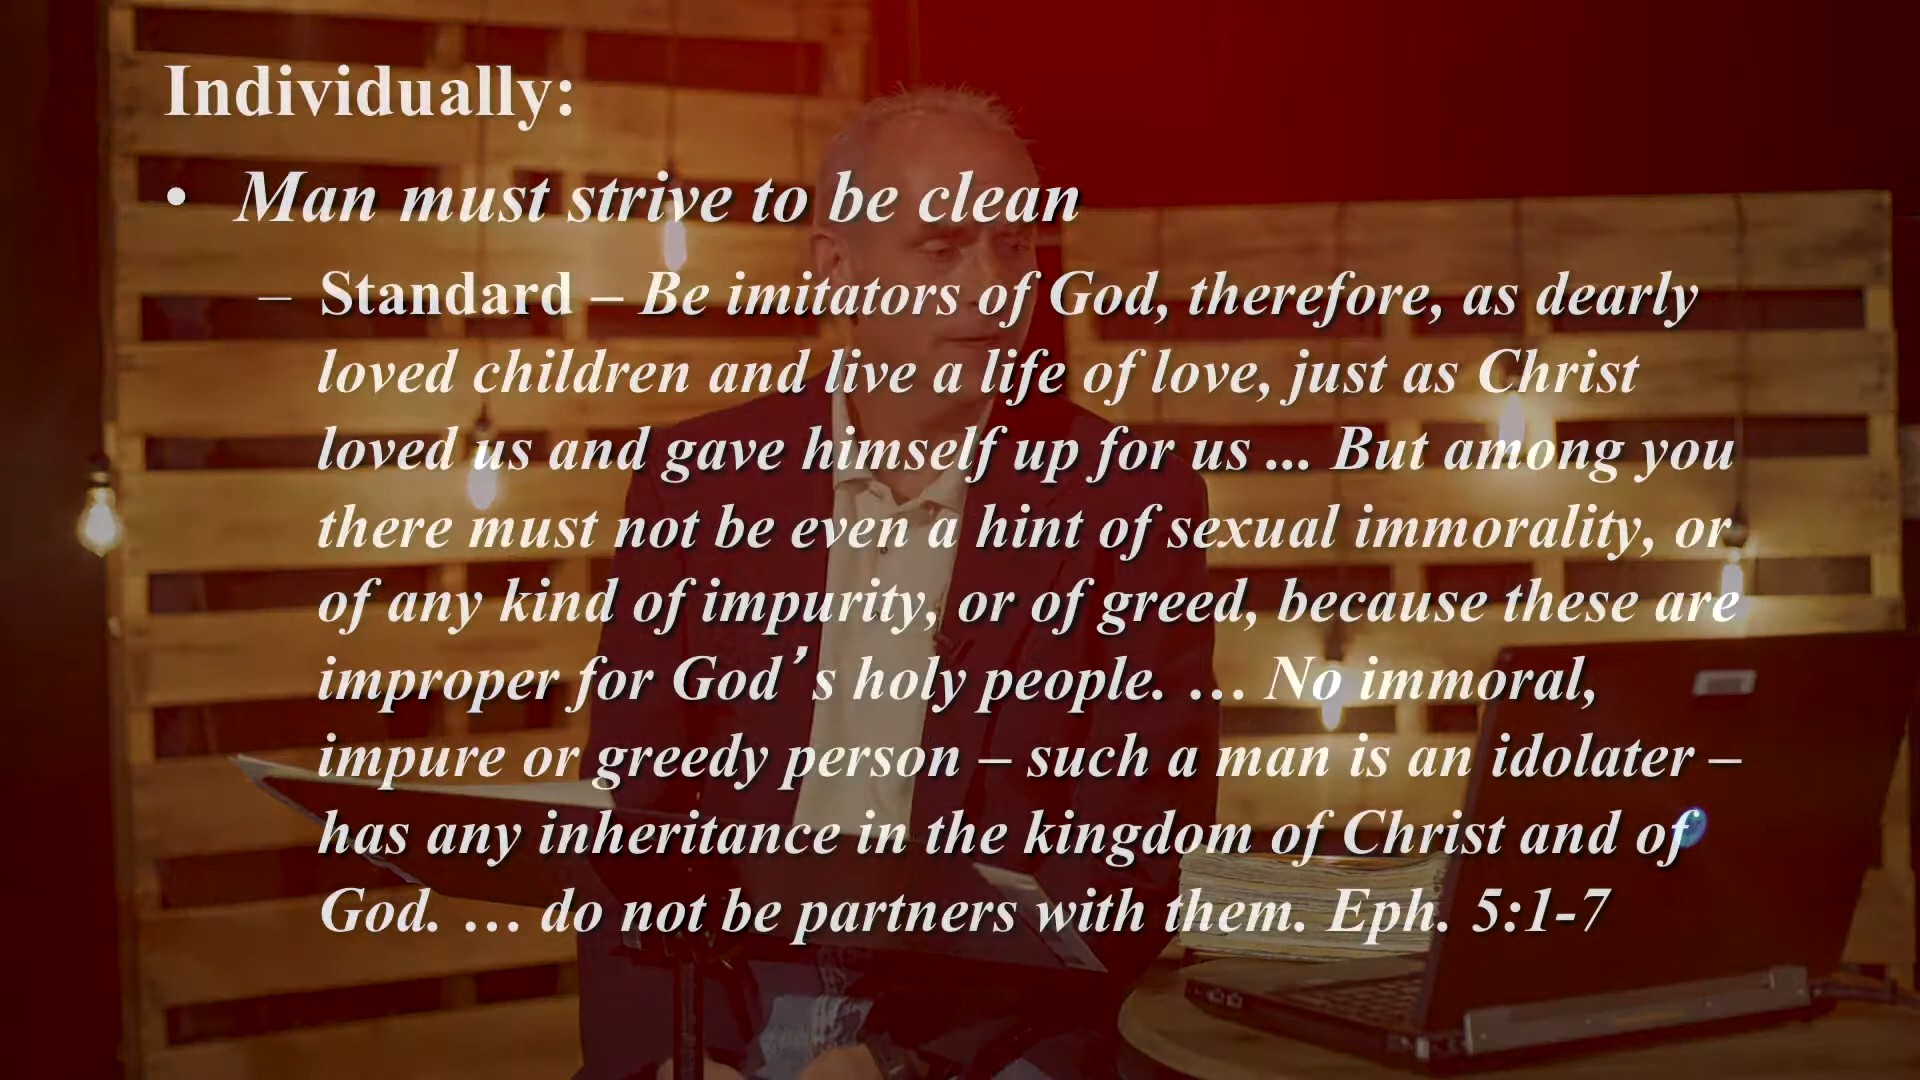 Individually:
• Man must strive to be clean
– Standard – Be imitators of God, therefore, as dearly
loved children and live a life of love, just as Christ
loved us and gave himself up for us ... But among you
there must not be even a hint of sexual immorality, or
of any kind of impurity, or of greed, because these are
improper for God’s holy people. … No immoral,
impure or greedy person – such a man is an idolater –
has any inheritance in the kingdom of Christ and of
God. … do not be partners with them. Eph. 5:1-7